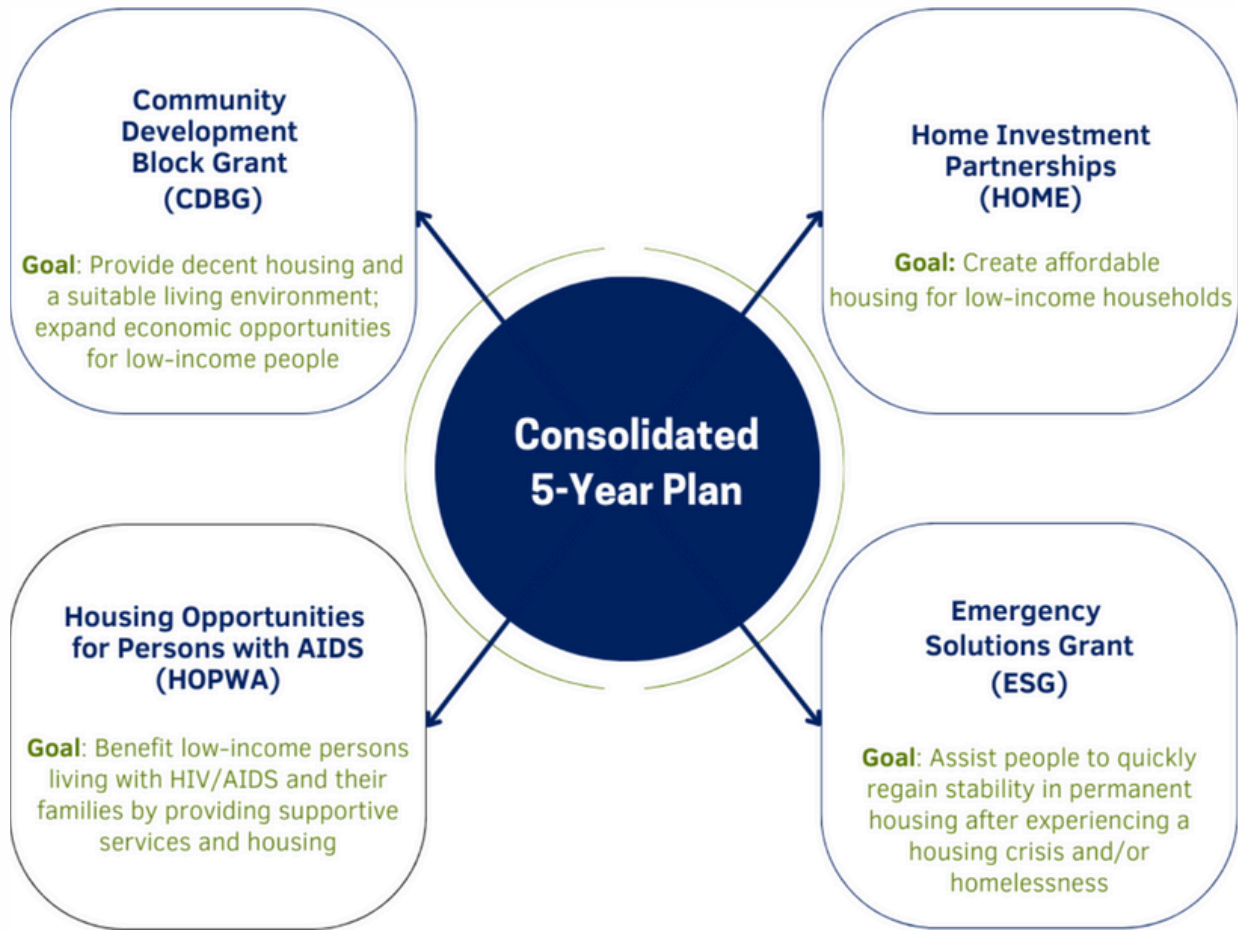 Community
Development
Block Grant
(CDBG)
Goal: Provide decent housing and
a suitable living environment;
expand economic opportunities
for low-income people
Home Investment
Partnerships
(HOME)
Goal: Create affordable
housing for low-income households
Consolidated
5-Year Plan
Housing Opportunities
for Persons with AIDS
(HOPWA)
Goal: Benefit low-income persons
living with HIV/AIDS and their
families by providing supportive
services and housing
Emergency
Solutions Grant
(ESG)
Goal: Assist people to quickly
regain stability in permanent
housing after experiencing a
housing crisis and/or
homelessness